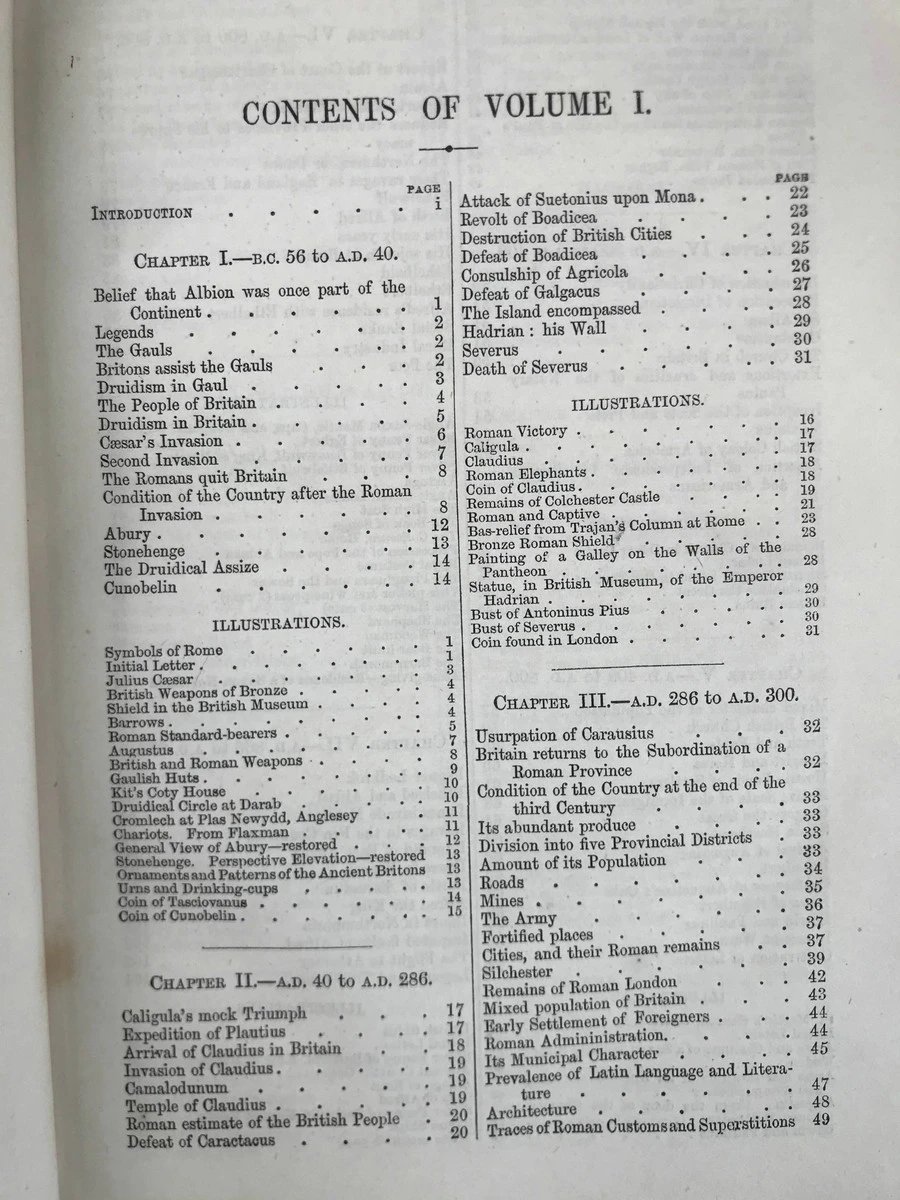 CONTENTS OF VOLUME I.
PAGE
INTRODUCTION . . . . . i
CHAPTER I.—B.C. 56 to A.D. 40.
Belief that Albion was once part of the
Continent . . . . . . 1
Legends . . . . . . 2
The Gauls . . . . . . 2
Britons assist the Gauls . . . 2
Druidism in Gaul . . . . . 3
The People of Britain . . . . 4
Druidism in Britain . . . . . 5
Cæsar's Invasion . . . . . 6
Second Invasion . . . . . 7
The Romans quit Britain . . . 8
Condition of the Country after the Roman
Invasion . . . . . . 8
Abury . . . . . . . 12
Stonehenge . . . . . . 13
The Druidical Assize . . . . 14
Cunobelin . . . . . . 14
ILLUSTRATIONS.
Symbols of Rome . . . . . 1
Initial Letter . . . . . . 1
Julius Cæsar . . . . . . 3
British Weapons of Bronze . . . . 4
Shield in the British Museum . . . 4
Barrows . . . . . . . 4
Roman Standard-bearers . . . . 5
Augustus . . . . . . 7
British and Roman Weapons . . . . 8
Gaulish Huts . . . . . . 9
Kit's Coty House . . . . . 10
Druidical Circle at Darab . . . . 10
Cromlech at Plas Newydd, Anglesey . . 11
Chariots. From Flaxman . . . . 11
General View of Abury—restored . . . 12
Stonehenge. Perspective Elevation—restored 13
Ornaments and Patterns of the Ancient Britons 13
Urns and Drinking-cups . . . . 13
Coin of Tasciovanus . . . . . 14
Coin of Cunobelin . . . . . 15
CHAPTER II.—A.D. 40 to A.D. 286.
Caligula's mock Triumph . . . 17
Expedition of Plautius . . . . 17
Arrival of Claudius in Britain . . 18
Invasion of Claudius . . . . . 19
Camalodunum . . . . . 19
Temple of Claudius . . . . . 19
Roman estimate of the British People . 20
Defeat of Caractacus . . . . 20
PAGE
Attack of Suetonius upon Mona . . . 22
Revolt of Boadicea . . . . 23
Destruction of British Cities . . . 24
Defeat of Boadicea . . . . 25
Consulship of Agricola . . . . 26
Defeat of Galgacus . . . . 27
The Island encompassed . . . . 28
Hadrian: his Wall . . . . 29
Severus . . . . . . 30
Death of Severus . . . . . 31
ILLUSTRATIONS.
Roman Victory . . . . . . 16
Caligula . . . . . . . 17
Claudius . . . . . . 17
Roman Elephants . . . . . 18
Coin of Claudius . . . . . . 18
Remains of Colchester Castle . . . 19
Roman and Captive . . . . . 21
Bas-relief from Trajan's Column at Rome . . 23
Bronze Roman Shield . . . . . 28
Painting of a Galley on the Walls of the
Pantheon . . . . . . 28
Statue, in British Museum, of the Emperor
Hadrian . . . . . . 29
Bust of Antoninus Pius . . . . 30
Bust of Severus . . . . . . 30
Coin found in London . . . . . 31
CHAPTER III.—A.D. 286 to A.D. 300.
Usurpation of Carausius . . . 32
Britain returns to the Subordination of a
Roman Province . . . . 32
Condition of the Country at the end of the
third Century . . . . 33
Its abundant produce . . . . 33
Division into five Provincial Districts . 33
Amount of its Population . . . 33
Roads . . . . . . 34
Mines . . . . . . . 35
The Army . . . . . 36
Fortified places . . . . . 37
Cities, and their Roman remains . . 37
Silchester . . . . . . 39
Remains of Roman London . . . 42
Mixed population of Britain . . . 43
Early Settlement of Foreigners . . . 44
Roman Admininistration . . . . 44
Its Municipal Character . . . . 45
Prevalence of Latin Language and Litera-
ture . . . . . . 47
Architecture . . . . . . 48
Traces of Roman Customs and Superstitions 49